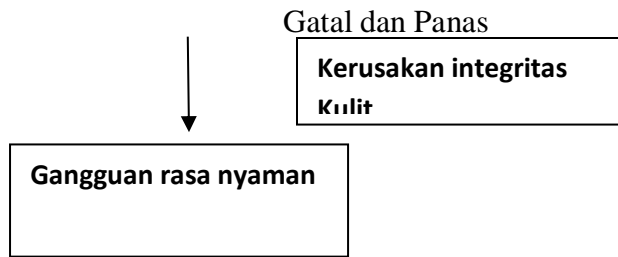 Gatal dan Panas
Kerusakan integritas
Kulit
Gangguan rasa nyaman